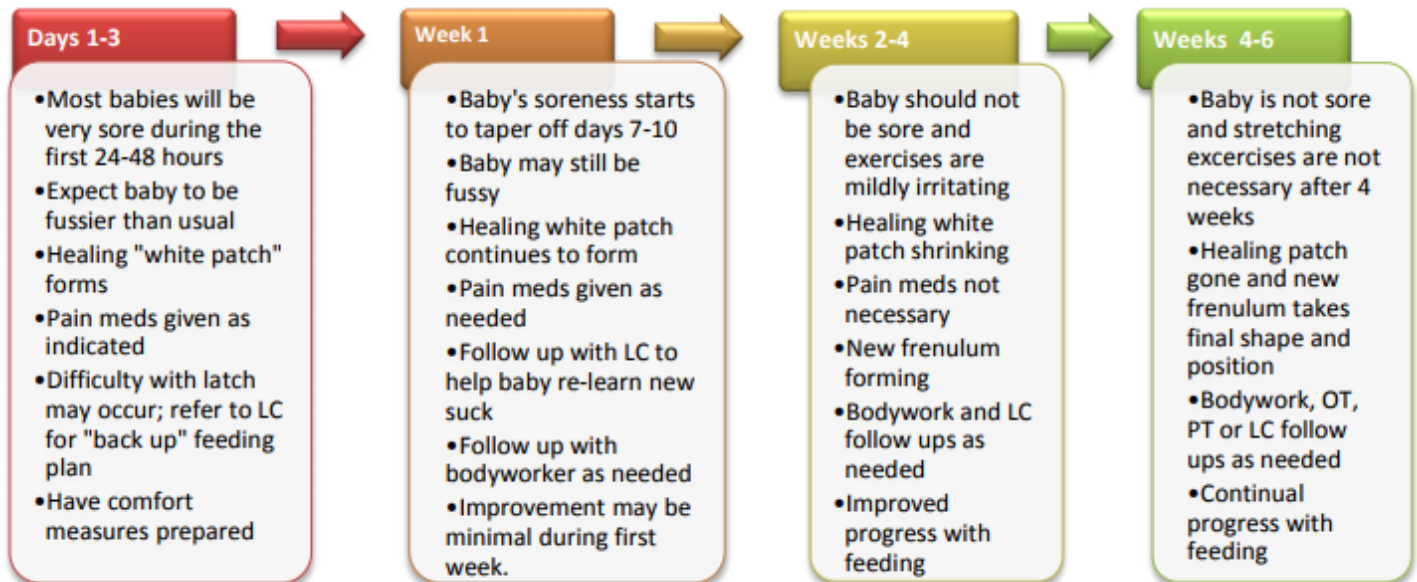 Days 1-3
•Most babies will be
very sore during the
first 24-48 hours
•Expect baby to be
fussier than usual
•Healing "white patch"
forms
•Pain meds given as
indicated
•Difficulty with latch
may occur; refer to LC
for "back up" feeding
plan
•Have comfort
measures prepared
Week 1
•Baby's soreness starts
to taper off days 7-10
•Baby may still be
fussy
•Healing white patch
continues to form
•Pain meds given as
needed
•Follow up with LC to
help baby re-learn new
suck
•Follow up with
bodyworker as needed
•Improvement may be
minimal during first
week.
Weeks 2-4
•Baby should not
be sore and
exercises are
mildly irritating
•Healing white
patch shrinking
•Pain meds not
necessary
•New frenulum
forming
•Bodywork and LC
follow ups as
needed
•Improved
progress with
feeding
Weeks  4-6
•Baby is not sore
and stretching
excercises are not
necessary after 4
weeks
•Healing patch
gone and new
frenulum takes
final shape and
position
•Bodywork, OT,
PT or LC follow
ups as needed
•Continual
progress with
feeding